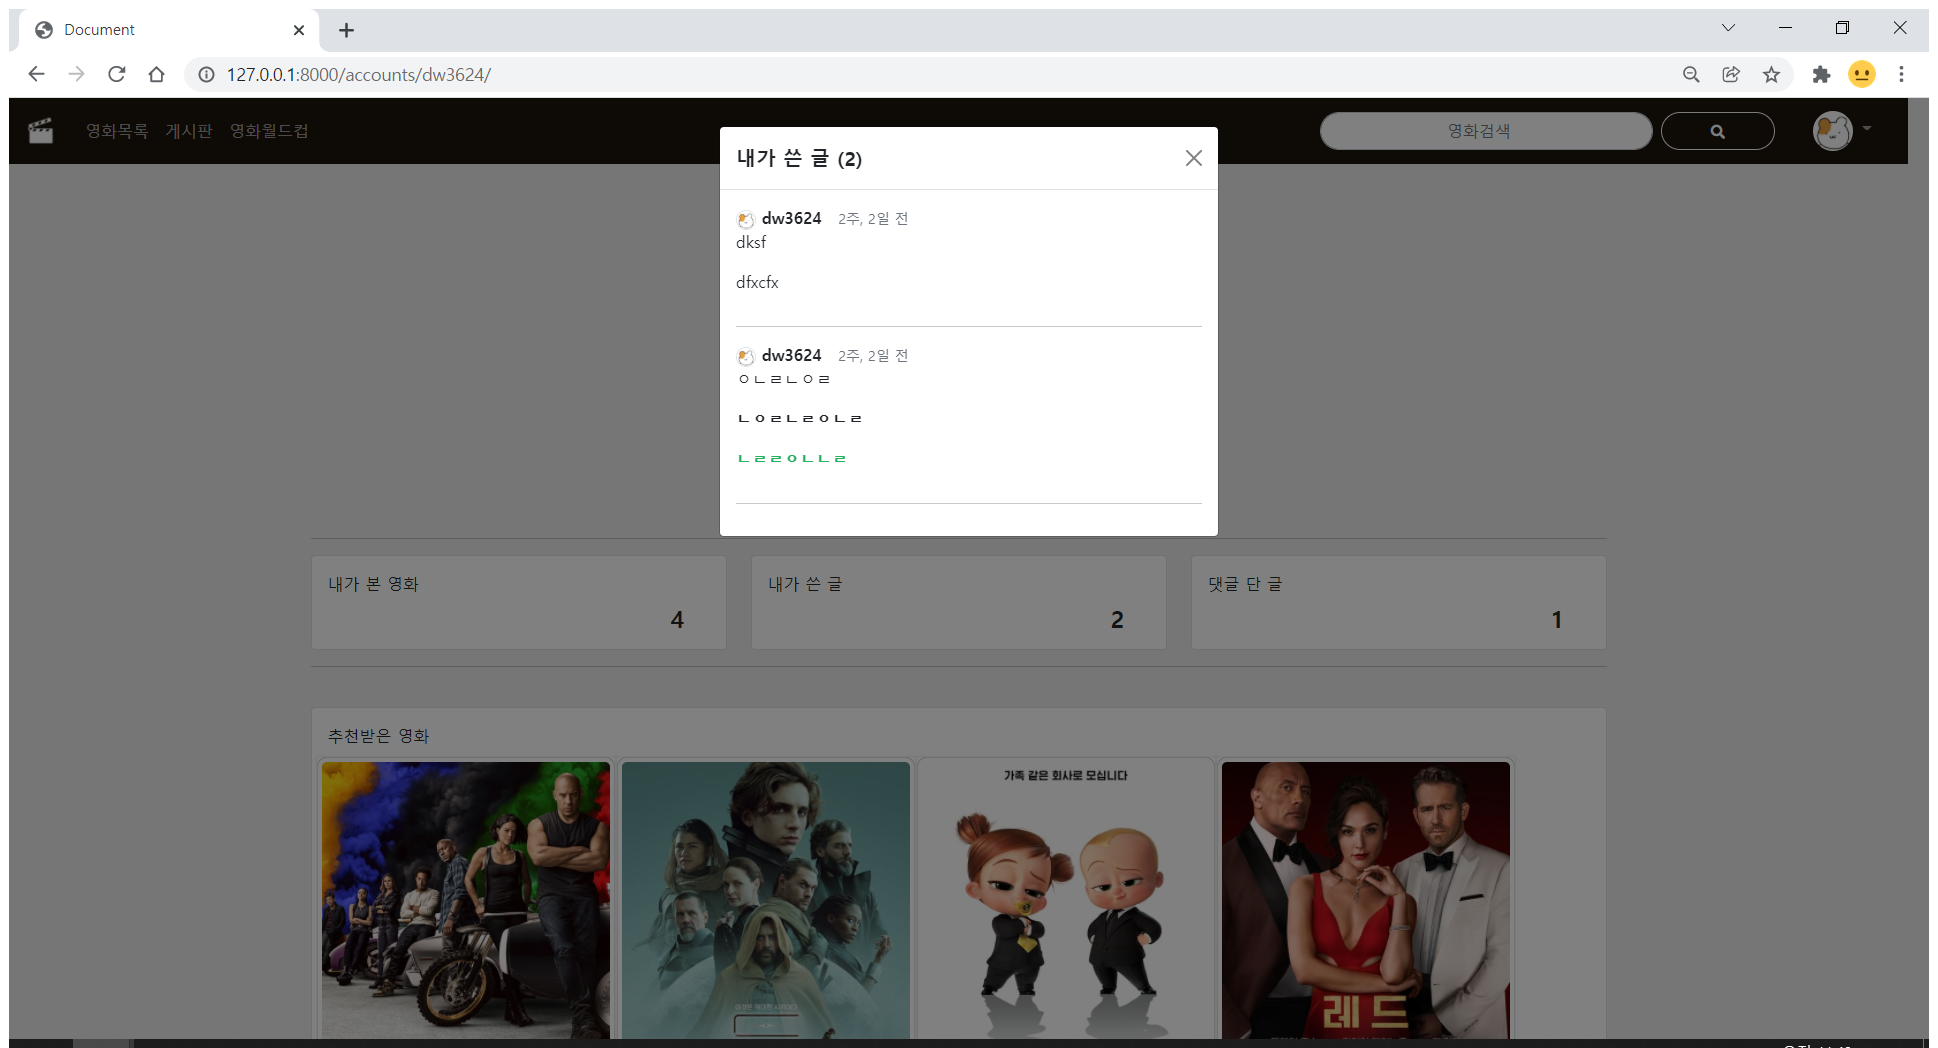 Document
127.0.0.1:8000/accounts/dw3624/
영화목록 게시판 영화월드컵
영화검색
내가 쓴 글 (2)
dw3624 2주, 2일 전
dksf
dfxcfx
dw3624 2주, 2일 전
ㅇㄴㄹㄴㅇㄹ
ㄴㅇㄹㄴㄹㅇㄴㄹ
ㄴㄹㄹㅇㄴㄴㄹ
내가 본 영화
4
내가 쓴 글
2
댓글 단 글
1
추천받은 영화
가족 같은 회사로 모십니다
레드